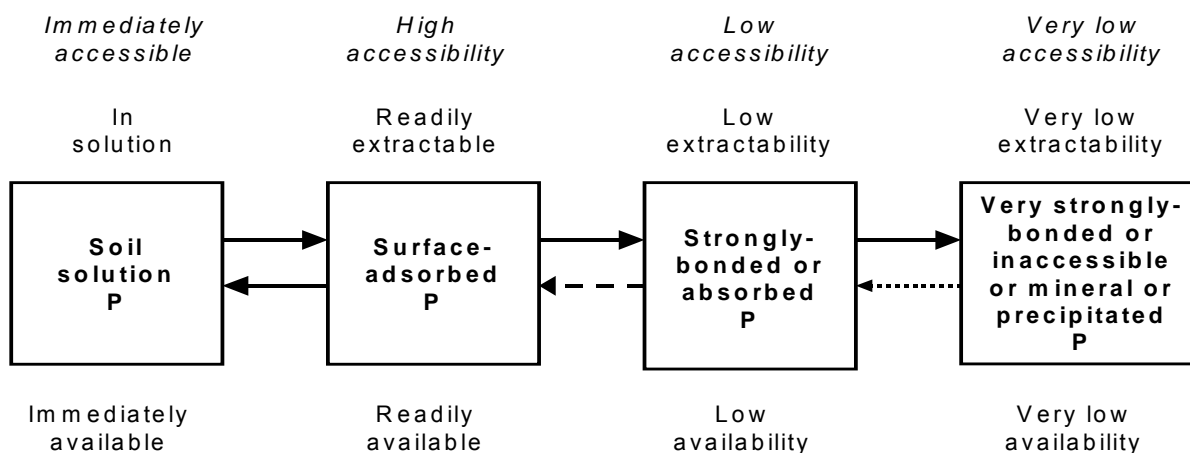 Immediately
accessible
High
accessibility
Low
accessibility
Very low
accessibility
In
solution
Readily
extractable
Low
extractability
Very low
extractability
Soil
solution
P
Surface-
adsorbed
P
Strongly-
bonded or
absorbed
P
Very strongly-
bonded or
inaccessible
or mineral or
precipitated
P
Immediately
available
Readily
available
Low
availability
Very low
availability